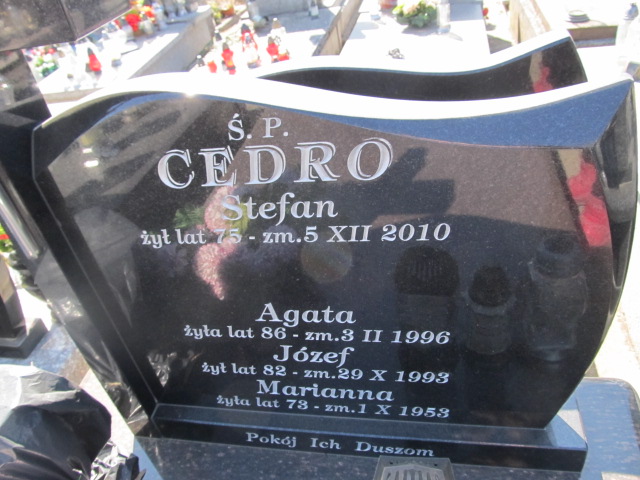 Ś. P.
CEDRO
Stefan
żył lat 75 - zm.5 XII 2010
Agata
żyła lat 86 - zm.3 II 1996
Józef
żył lat 82 - zm.29 X 1993
Marianna
żyła lat 73 - zm.1 X 1953
Pokój Ich Duszom